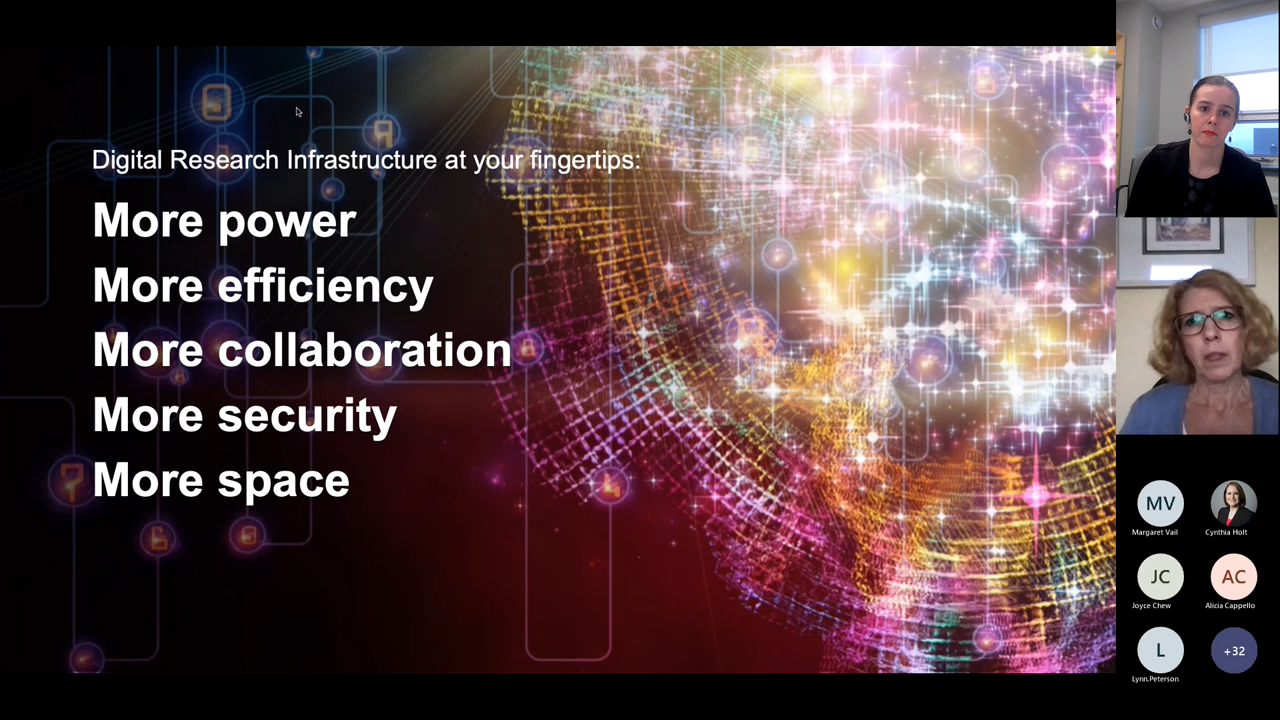 Digital Research Infrastructure at your fingertips:
More power
More efficiency
More collaboration
More security
More space
MV
Margaret Vail
Cynthia Holt
JC
Joyce Chew
AC
Alicia Cappello
L
Lynn.Peterson
+32